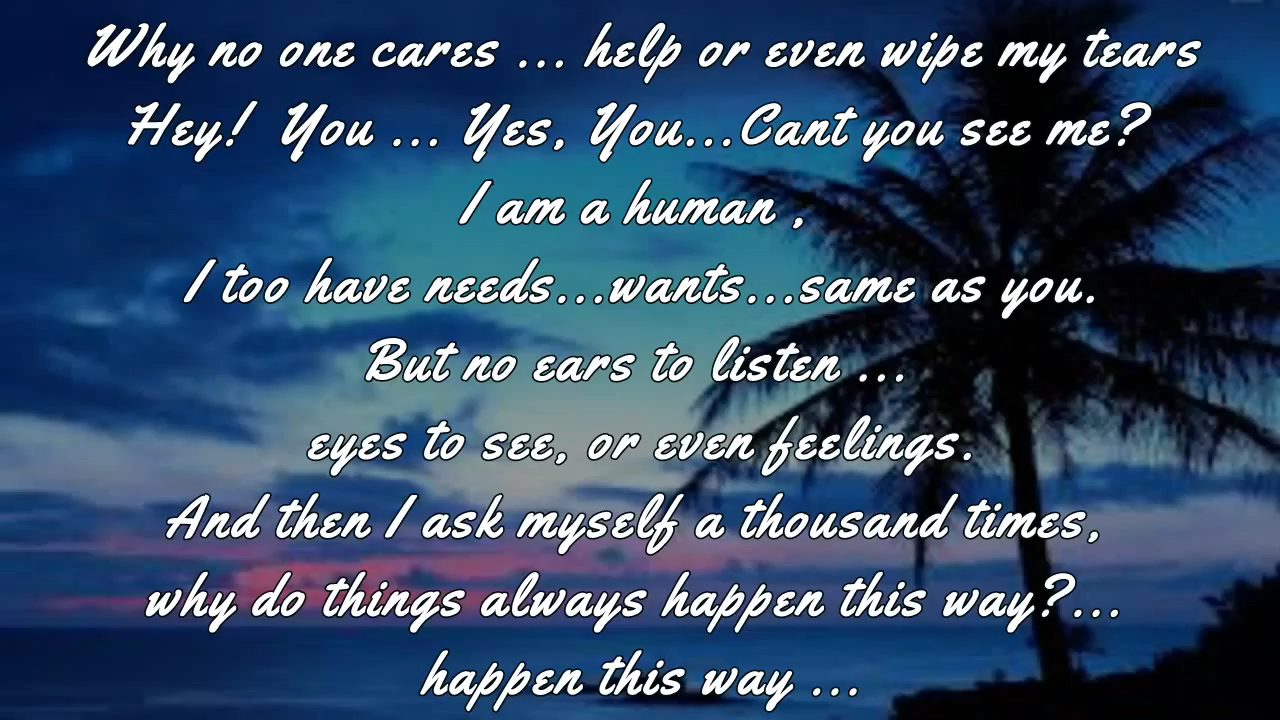 Why no one cares ... help or even wipe my tears
Hey! You ... Yes, You...Cant you see me?
I am a human ,
I too have needs...wants...same as you.
But no ears to listen ...
eyes to see, or even feelings.
And then I ask myself a thousand times,
why do things always happen this way?...
happen this way ...